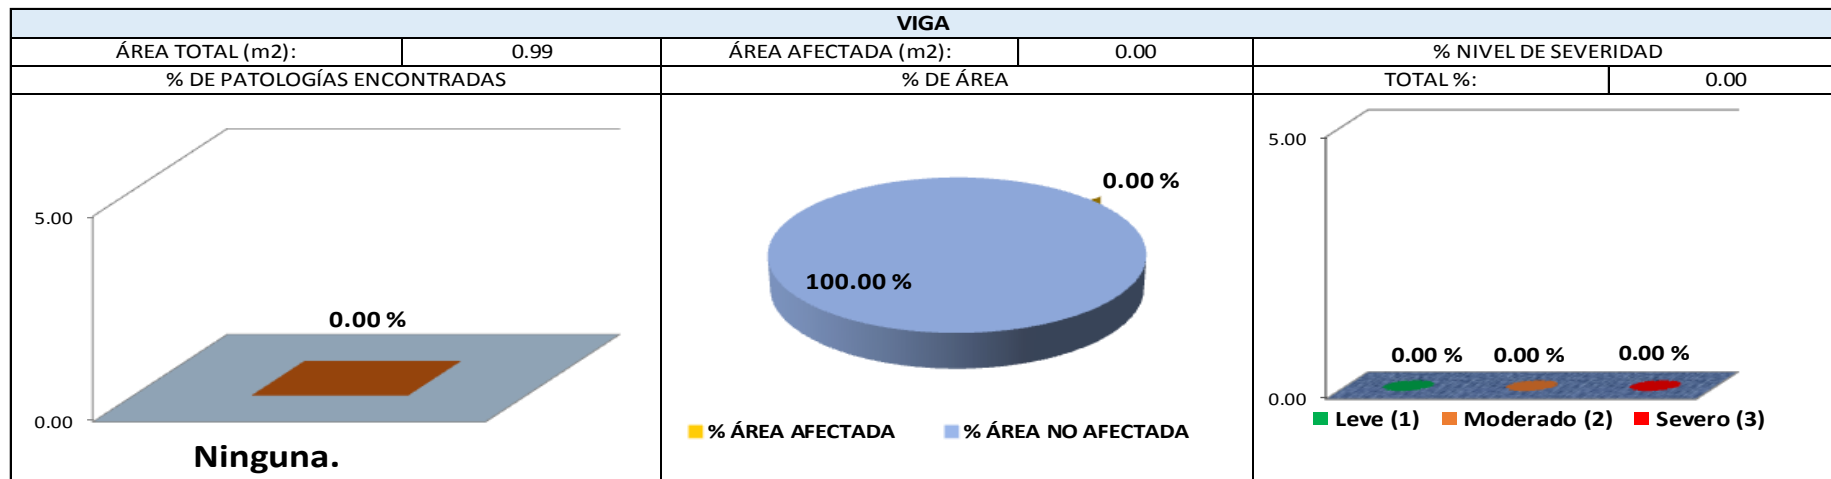 VIGA
ÁREA TOTAL (m2): 0.99 ÁREA AFECTADA (m2): 0.00 % NIVEL DE SEVERIDAD
% DE PATOLOGÍAS ENCONTRADAS % DE ÁREA TOTAL %: 0.00
5.00
0.00 %
0.00
Ninguna.
0.00 %
100.00 %
% ÁREA AFECTADA % ÁREA NO AFECTADA
5.00
0.00 % 0.00 % 0.00 %
0.00
Leve (1) Moderado (2) Severo (3)